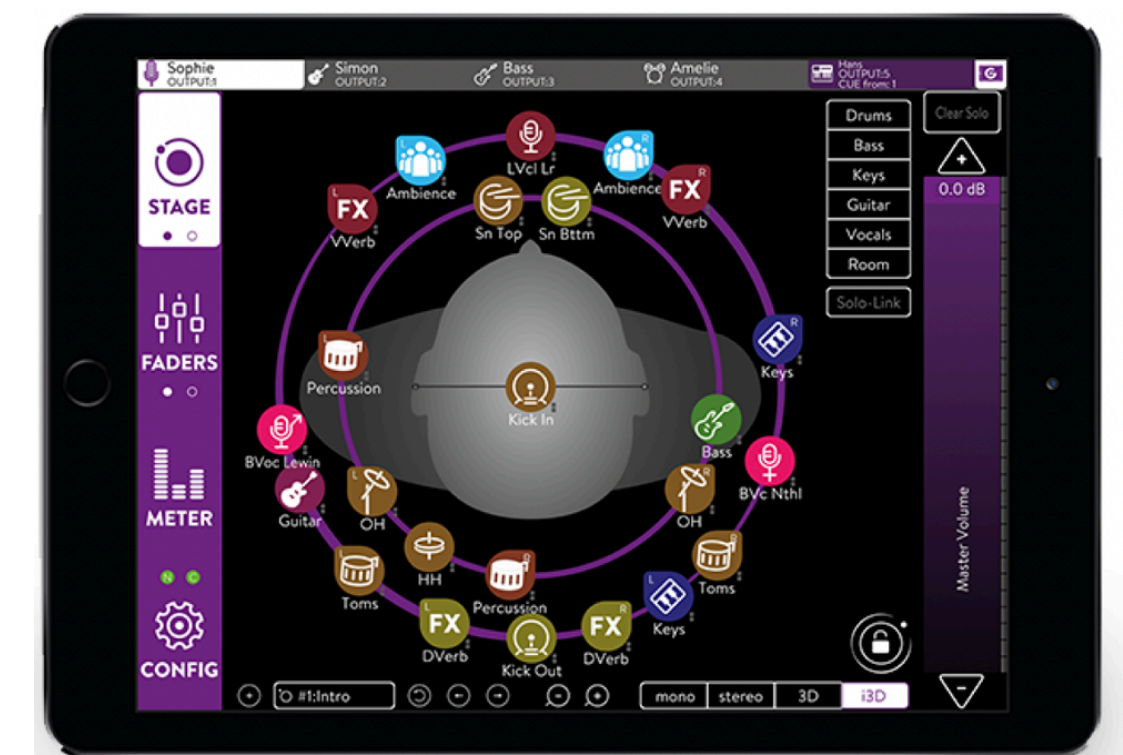 Sophie
OUTPUT:1
Simon
OUTPUT:2
Bass
OUTPUT:3
Amelie
OUTPUT:4
Hans
OUTPUT:5
CUE from: 1
G
STAGE
FADERS
METER
N C
CONFIG
LVcl Lr
L
Ambience
R
Ambience
L
FX
VVerb
R
FX
VVerb
Sn Top
Sn Bttm
L
Percussion
R
Keys
Kick In
Bass
BVoc Lewin
BVc Nthl
Guitar
L
OH
R
OH
HH
L
Toms
R
Percussion
R
Toms
L
Keys
L
FX
DVerb
Kick Out
R
FX
DVerb
Drums
Bass
Keys
Guitar
Vocals
Room
Solo-Link
Clear Solo
+
0.0 dB
Master Volume
-
#1:Intro
mono
stereo
3D
i3D